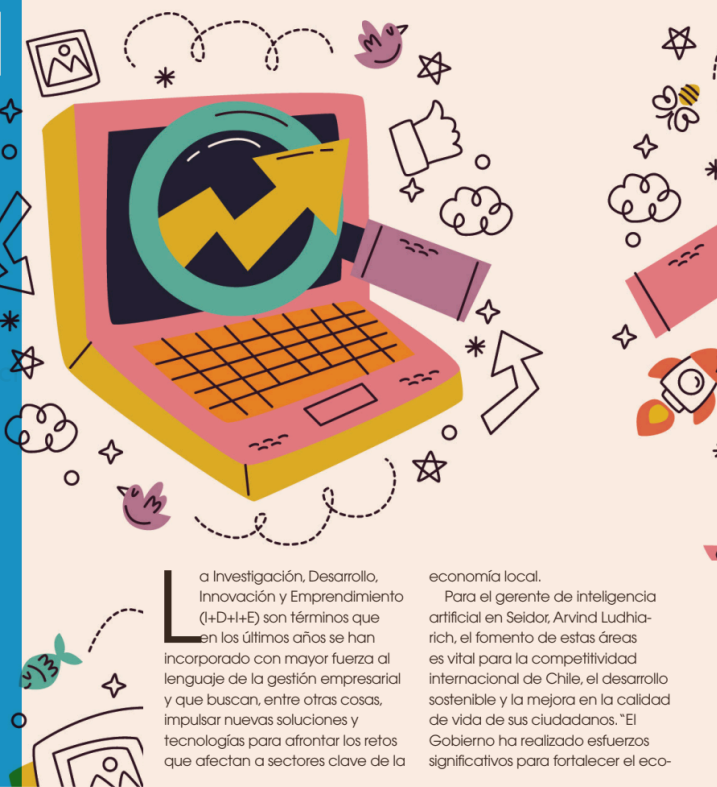 La Investigación, Desarrollo,
Innovación y Emprendimiento
(I+D+I+E) son términos que
en los últimos años se han
incorporado con mayor fuerza al
lenguaje de la gestión empresarial
y que buscan, entre otras cosas,
impulsar nuevas soluciones y
tecnologías para afrontar los retos
que afectan a sectores clave de la
economía local.
Para el gerente de inteligencia
artificial en Seidor, Arvind Ludhia-
rich, el fomento de estas áreas
es vital para la competitividad
internacional de Chile, el desarrollo
sostenible y la mejora en la calidad
de vida de sus ciudadanos. "El
Gobierno ha realizado esfuerzos
significativos para fortalecer el eco-